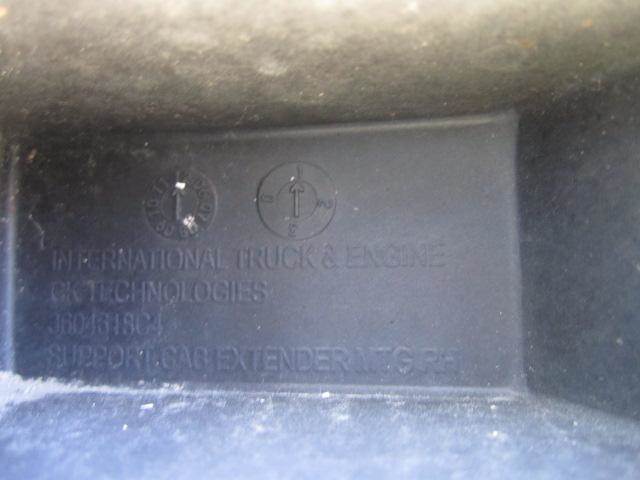 INTERNATIONAL TRUCK & ENGINE
CK TECHNOLOGIES
3604318C4
SUPPORT CAB EXTENDER MTG RH